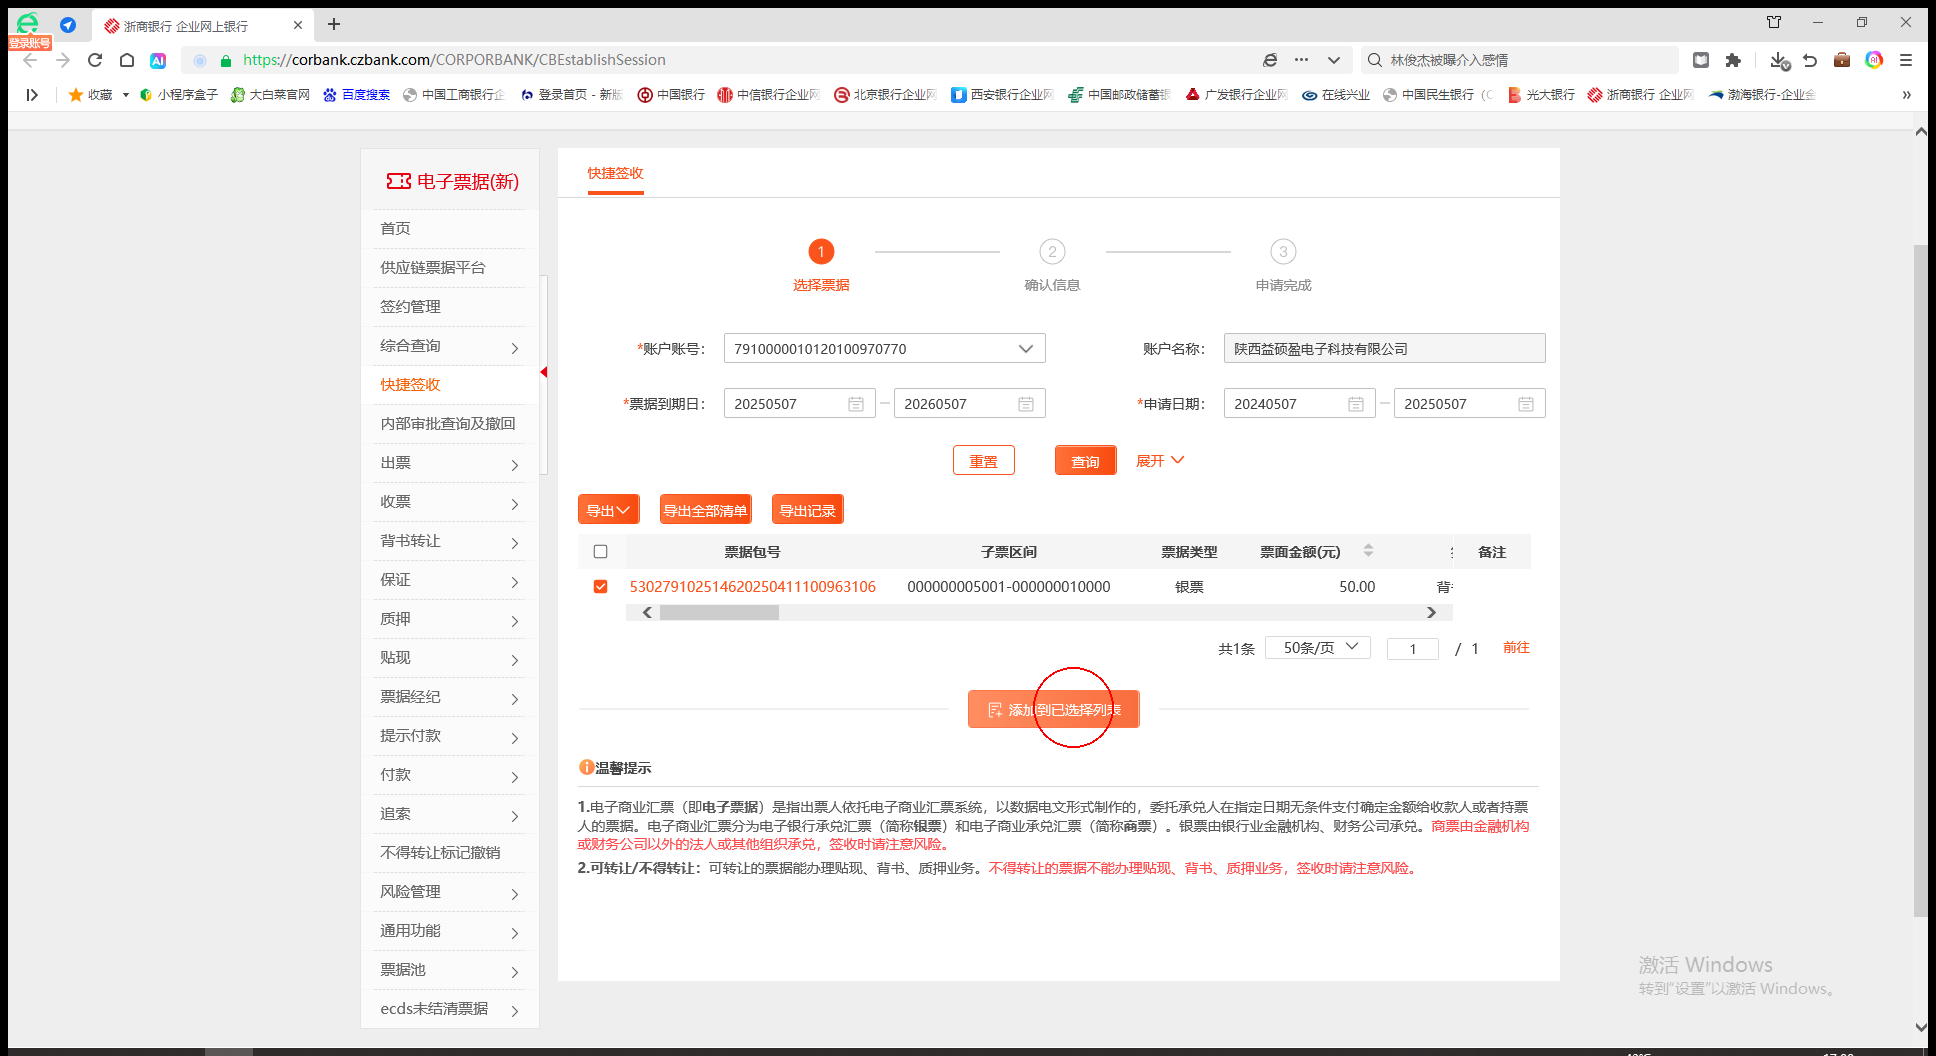 登录账号
浙商银行 企业网上银行
https://corbank.czbank.com/CORPORBANK/CBEstablishSession
林俊杰被曝介入感情
收藏 小程序盒子 大白菜官网 百度搜索 中国工商银行企 登录首页 - 新版 中国银行 中信银行企业网 北京银行企业网 西安银行企业网 中国邮政储蓄银 广发银行企业网 在线兴业 中国民生银行（C 光大银行 浙商银行 企业网 渤海银行-企业金
电子票据(新)
首页
供应链票据平台
签约管理
综合查询
快捷签收
内部审批查询及撤回
出票
收票
背书转让
保证
质押
贴现
票据经纪
提示付款
付款
追索
不得转让标记撤销
风险管理
通用功能
票据池
ecds未结清票据
快捷签收
1 2 3
选择票据 确认信息 申请完成
*账户账号： 7910000010120100970770 账户名称： 陕西益硕盈电子科技有限公司
*票据到期日： 20250507 20260507 *申请日期： 20240507 20250507
重置 查询 展开
导出 导出全部清单 导出记录
票据包号 子票区间 票据类型 票面金额(元) 备注
530279102514620250411100963106 000000005001-000000010000 银票 50.00 背
共1条 50条/页 1 / 1 前往
添加到已选择列表
温馨提示
1.电子商业汇票（即电子票据）是指出票人依托电子商业汇票系统，以数据电文形式制作的，委托承兑人在指定日期无条件支付确定金额给收款人或者持票
人的票据。电子商业汇票分为电子银行承兑汇票（简称银票）和电子商业承兑汇票（简称商票）。银票由银行业金融机构、财务公司承兑。商票由金融机构
或财务公司以外的法人或其他组织承兑，签收时请注意风险。
2.可转让/不得转让：可转让的票据能办理贴现、背书、质押业务。不得转让的票据不能办理贴现、背书、质押业务，签收时请注意风险。
激活 Windows
转到"设置"以激活 Windows。